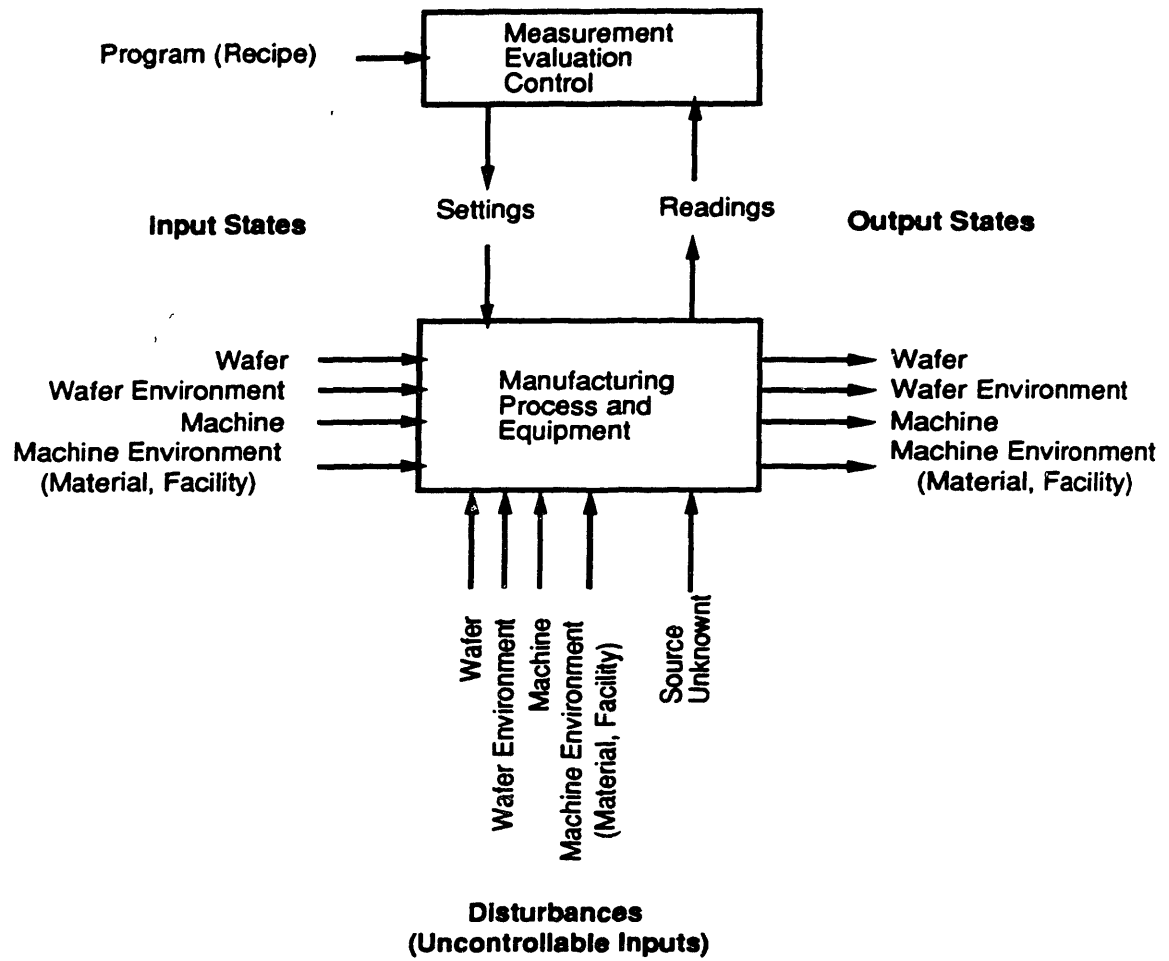 Program (Recipe)
Measurement
Evaluation
Control
Settings
Readings
Input States
Output States
Wafer
Wafer Environment
Machine
Machine Environment
(Material, Facility)
Manufacturing
Process and
Equipment
Wafer
Wafer Environment
Machine
Machine Environment
(Material, Facility)
Wafer
Wafer Environment
Machine
Machine Environment
(Material, Facility)
Source
Unknownt
Disturbances
(Uncontrollable Inputs)